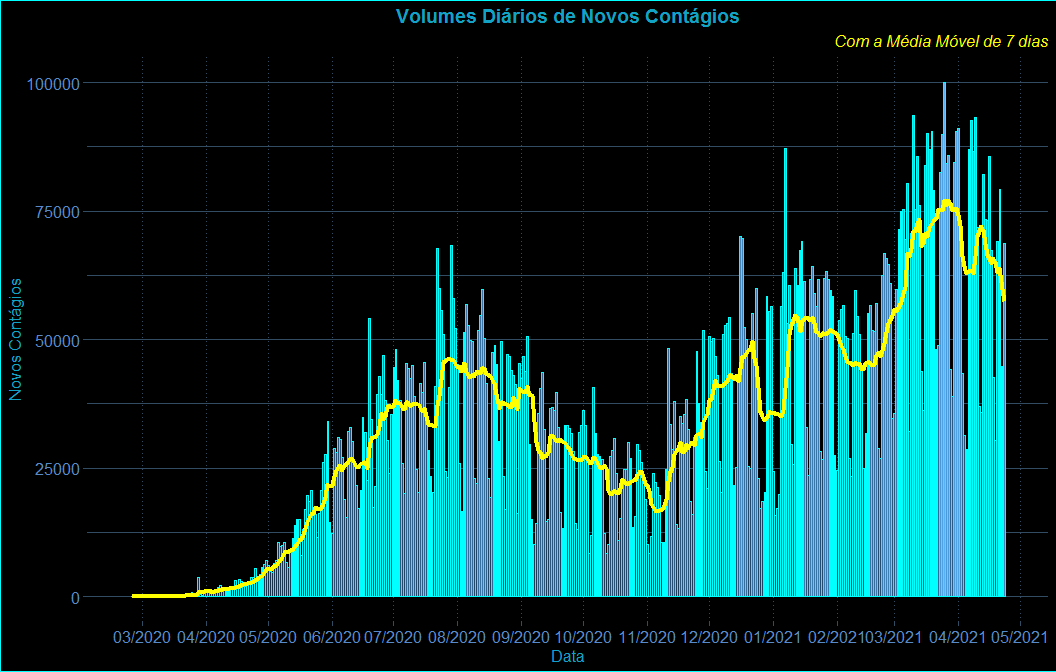 Volumes Diários de Novos Contágios
Com a Média Móvel de 7 dias
100000
75000
50000
25000
0
Novos Contágios
03/2020 04/2020 05/2020 06/2020 07/2020 08/2020 09/2020 10/2020 11/2020 12/2020 01/2021 02/2021 03/2021 04/2021 05/2021
Data